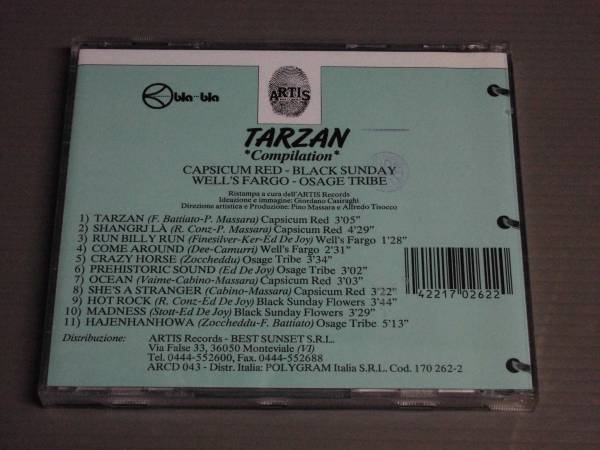 bla-bla
ARTIS
TARZAN
*Compilation*
CAPSICUM RED - BLACK SUNDAY
WELL'S FARGO - OSAGE TRIBE
Ristampa a cura dell'ARTIS Records
Ideazione e immagine: Giordano Casiraghi
Direzione artistica e Produzione: Pino Massara e Alfredo Tisocco
1) TARZAN (F. Battiato-P. Massara) Capsicum Red 3'05"
2) SHANGRI LÀ (R. Conz-P. Massara) Capsicum Red 4'29"
3) RUN BILLY RUN (Finesilver-Ker-Ed De Joy) Well's Fargo 1'28"
4) COME AROUND (Dee-Camurri) Well's Fargo 2'31"
5) CRAZY HORSE (Zoccheddu) Osage Tribe 3'34"
6) PREHISTORIC SOUND (Ed De Joy) Osage Tribe 3'02"
7) OCEAN (Vaime-Cabino-Massara) Capsicum Red 3'03"
8) SHE'S A STRANGER (Cabino-Massara) Capsicum Red 3'22"
9) HOT ROCK (R. Conz-Ed De Joy) Black Sunday Flowers 3'44"
10) MADNESS (Stott-Ed De Joy) Black Sunday Flowers 3'29"
11) HAJENHANHOWA (Zoccheddu-F. Battiato) Osage Tribe 5'13"
42217 02622
Distribuzione: ARTIS Records - BEST SUNSET S.R.L.
Via False 33, 36050 Monteviale (VI)
Tel. 0444-552600, Fax. 0444-552688
ARCD 043 - Distr. Italia: POLYGRAM Italia S.R.L. Cod. 170 262-2